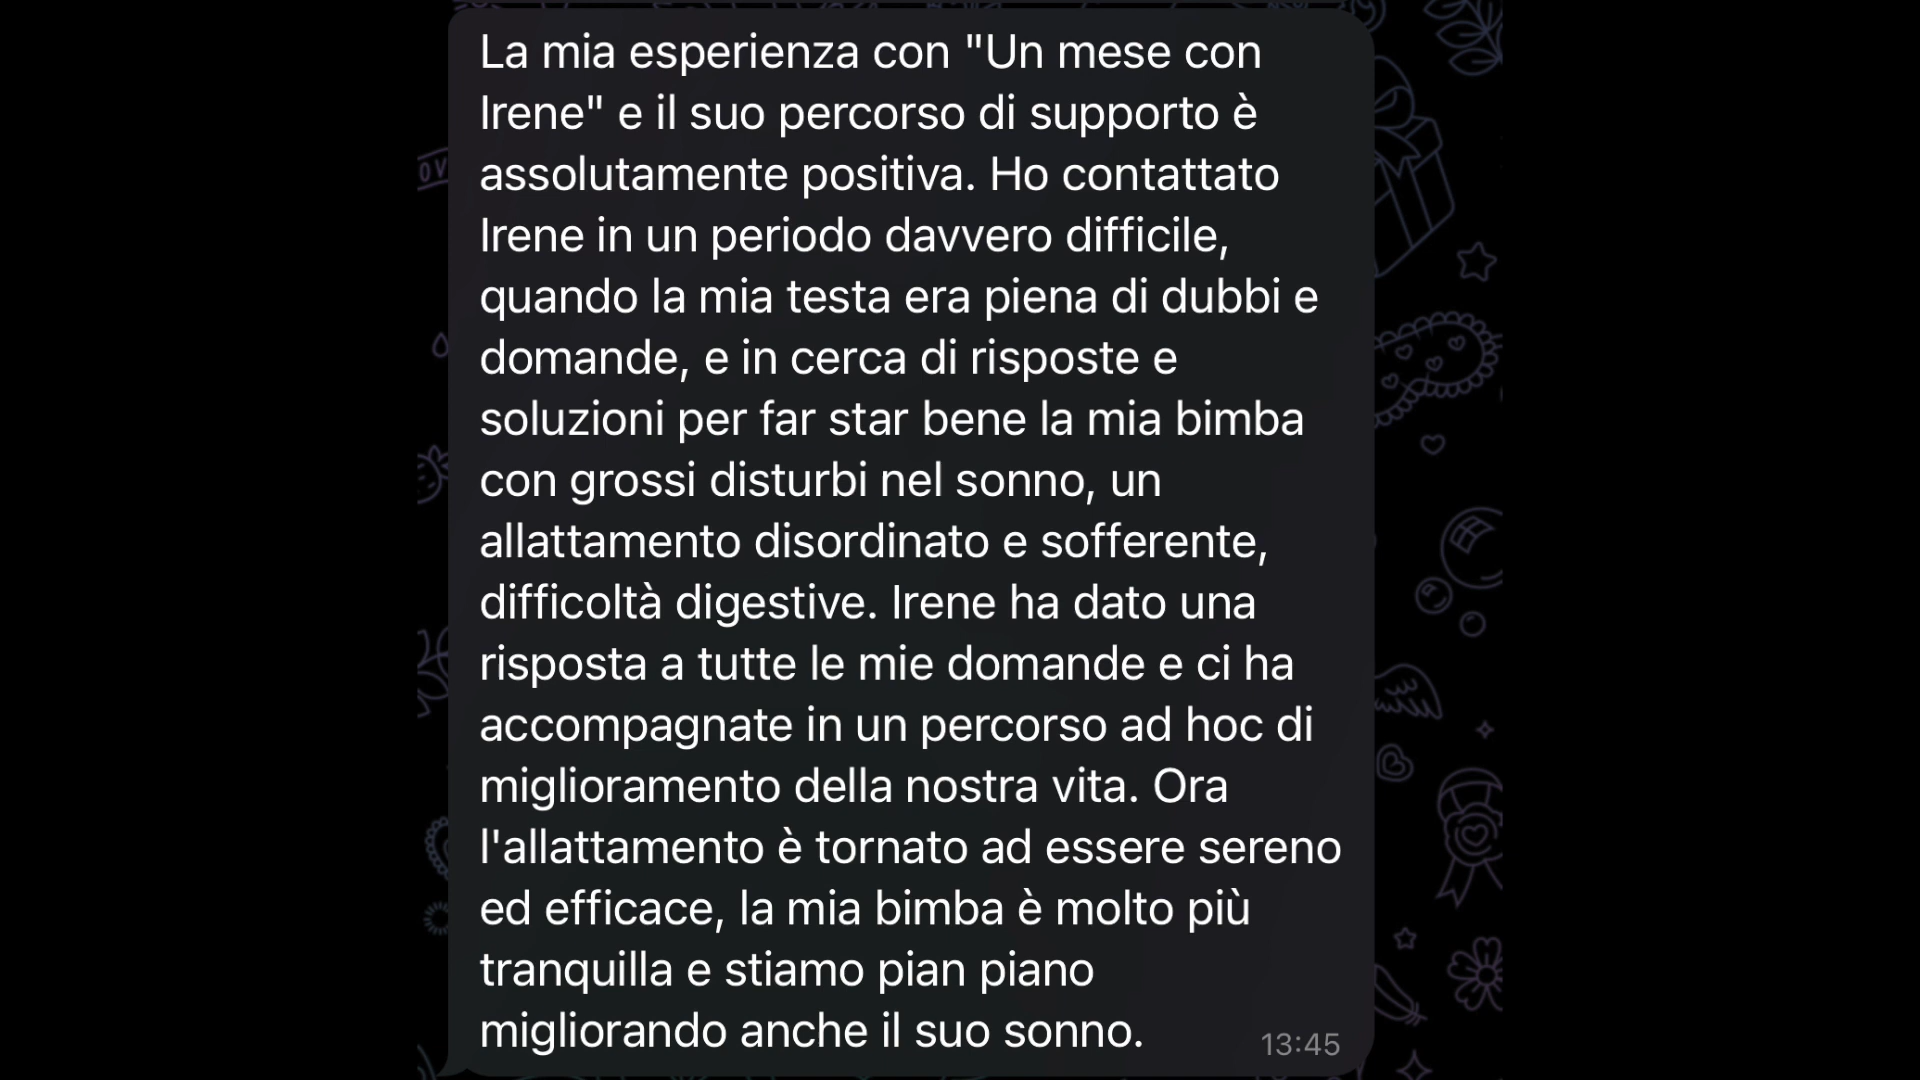 La mia esperienza con "Un mese con
Irene" e il suo percorso di supporto è
assolutamente positiva. Ho contattato
Irene in un periodo davvero difficile,
quando la mia testa era piena di dubbi e
domande, e in cerca di risposte e
soluzioni per far star bene la mia bimba
con grossi disturbi nel sonno, un
allattamento disordinato e sofferente,
difficoltà digestive. Irene ha dato una
risposta a tutte le mie domande e ci ha
accompagnate in un percorso ad hoc di
miglioramento della nostra vita. Ora
l'allattamento è tornato ad essere sereno
ed efficace, la mia bimba è molto più
tranquilla e stiamo pian piano
migliorando anche il suo sonno.
13:45